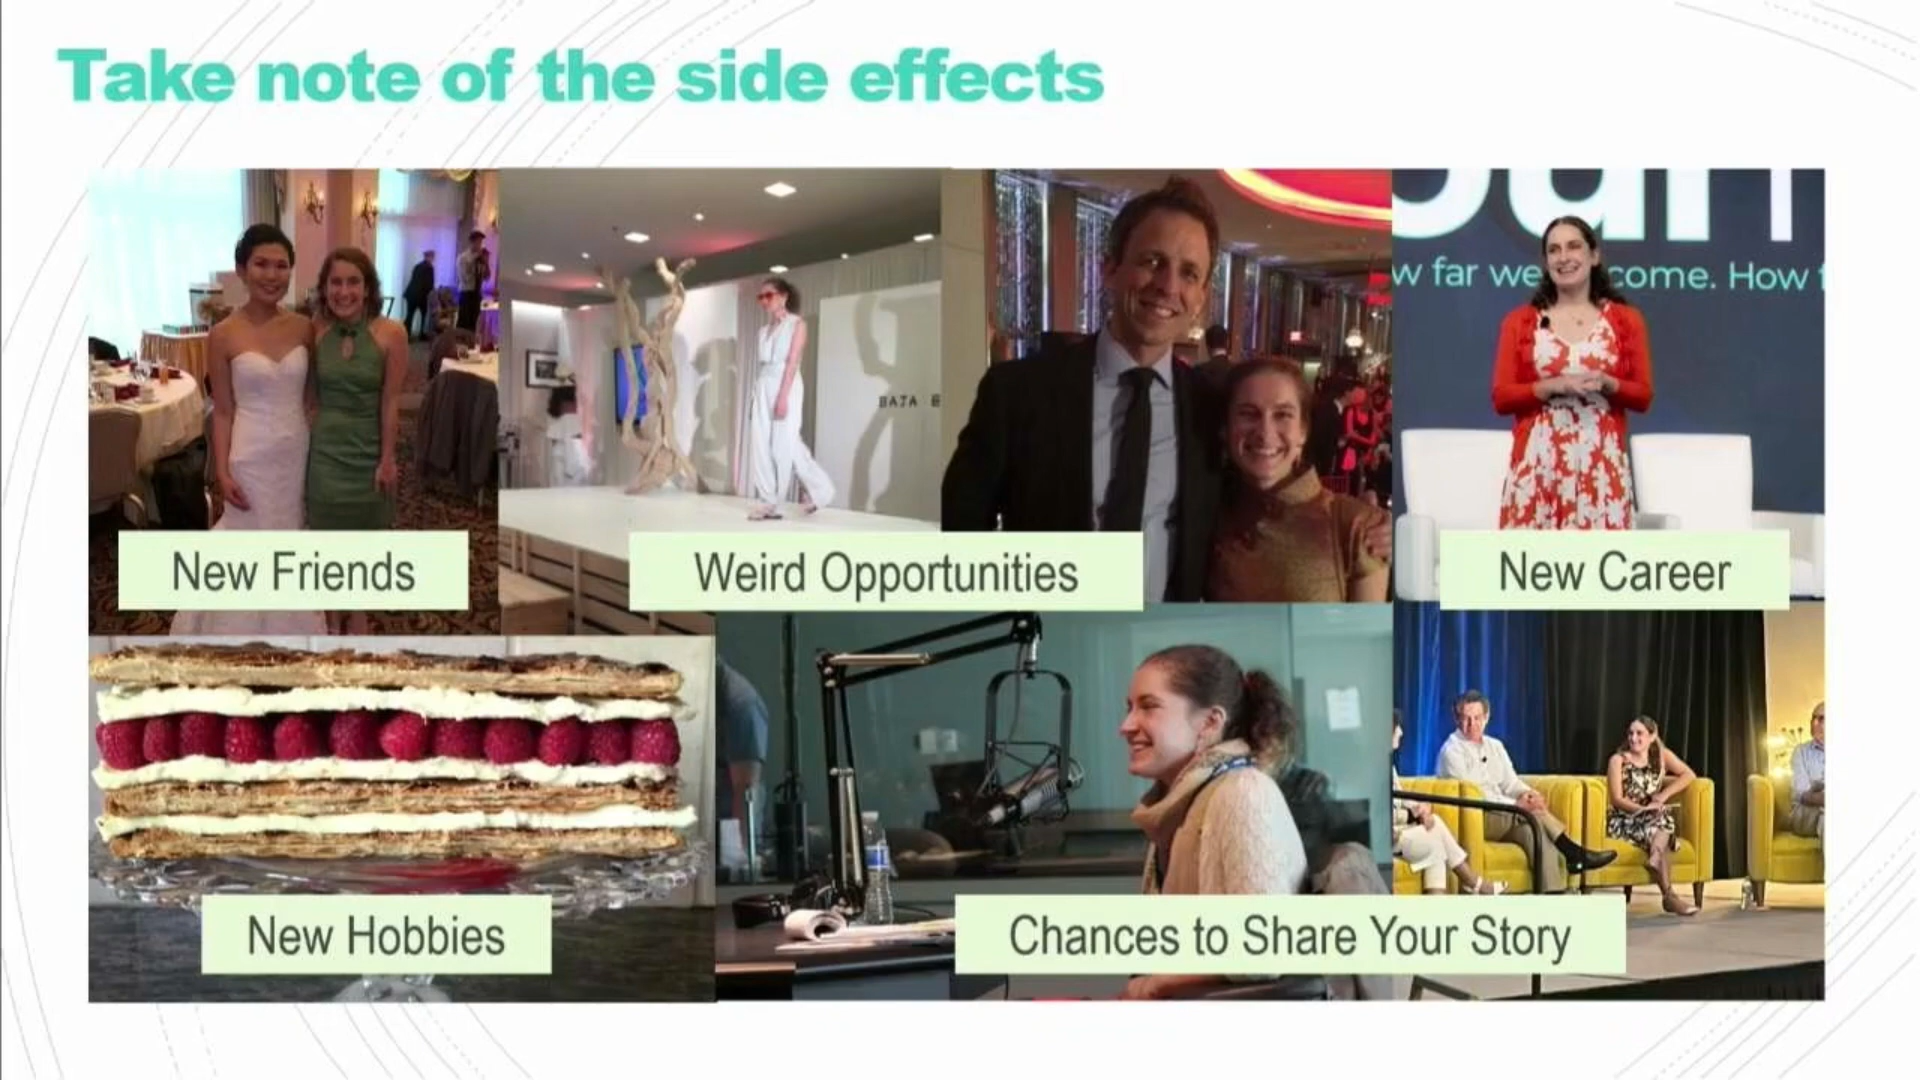 Take note of the side effects
w far we come. How
BAJA
New Friends
Weird Opportunities
New Career
New Hobbies
Chances to Share Your Story